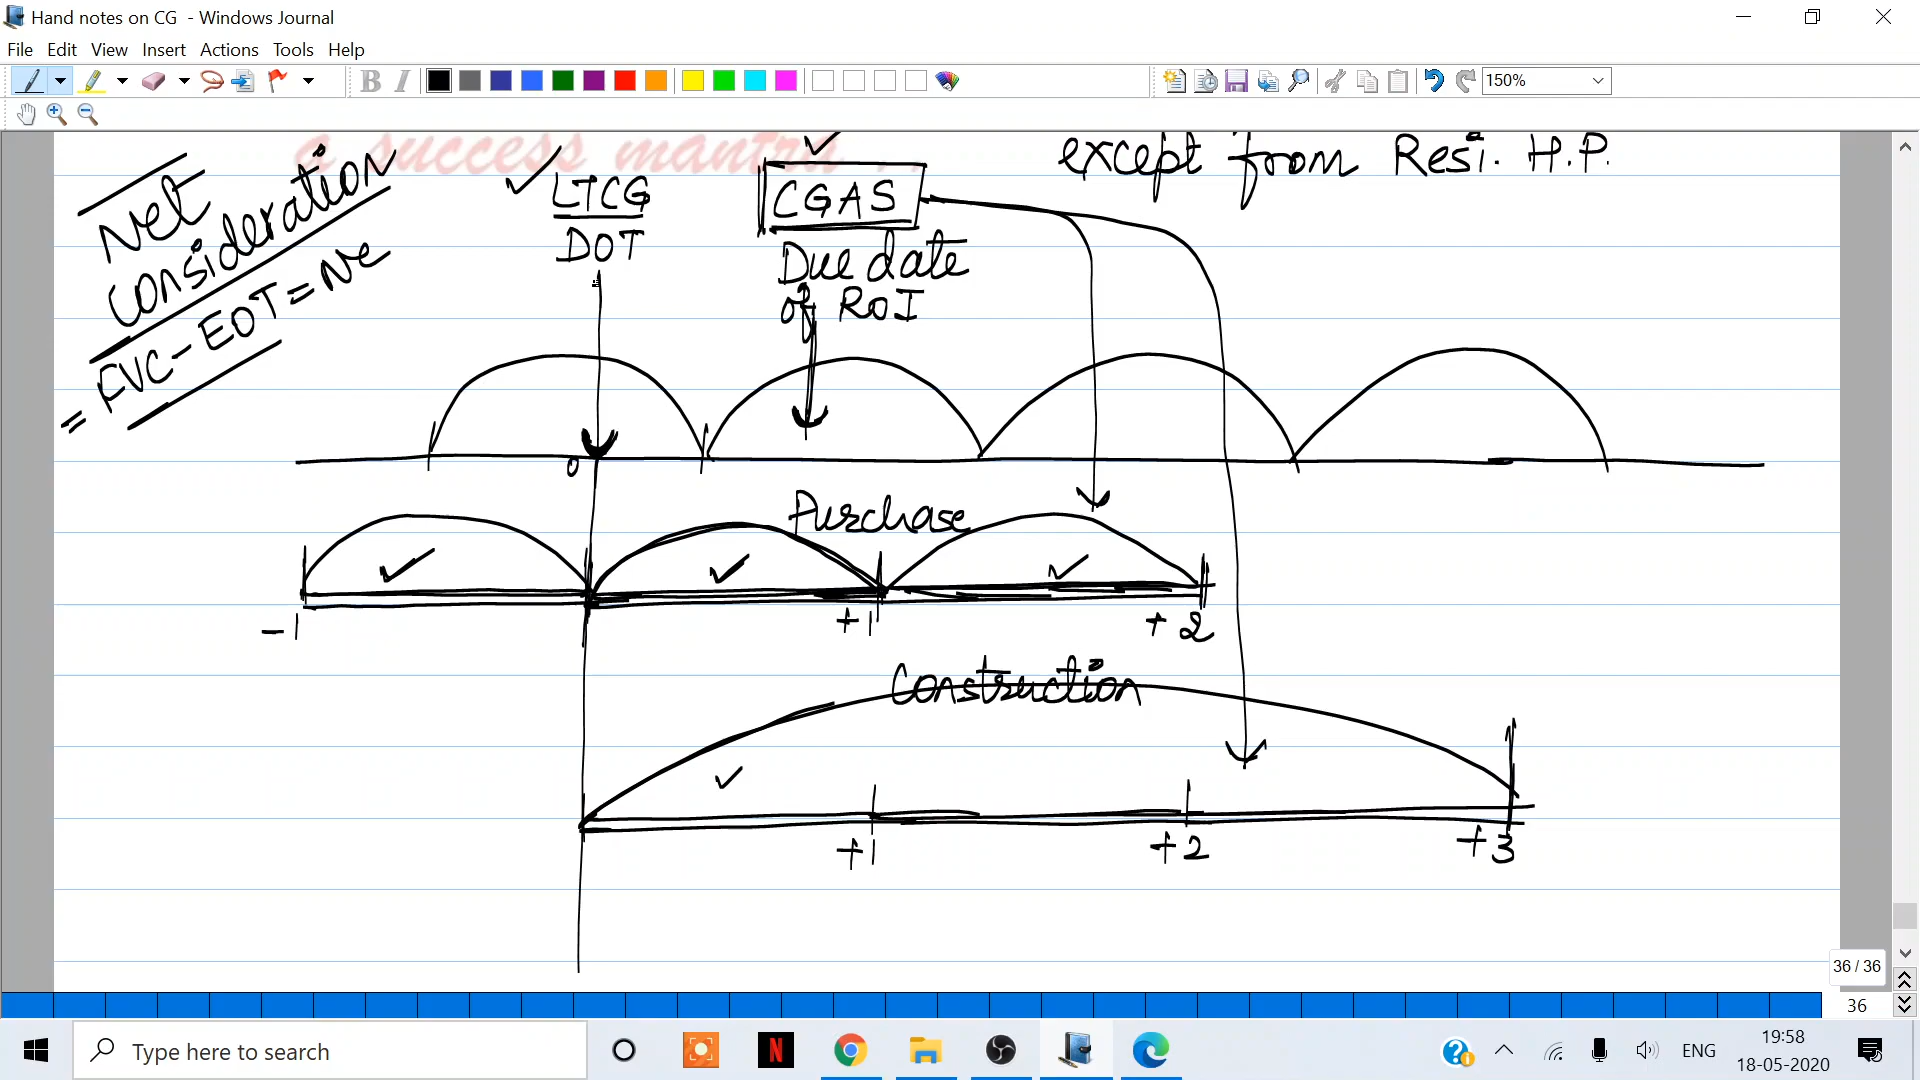 Hand notes on CG - Windows Journal
File Edit View Insert Actions Tools Help
B I
150%
a success mantra ..
except from Resi. H.P.
Net
consideration
= FVC - EOT = NC
LTCG
DOT
CGAS
Due date
of ROI
0
Purchase
-1
+1
+2
Construction
+1
+2
+3
36 / 36
36
Type here to search
N
ENG
19:58
18-05-2020